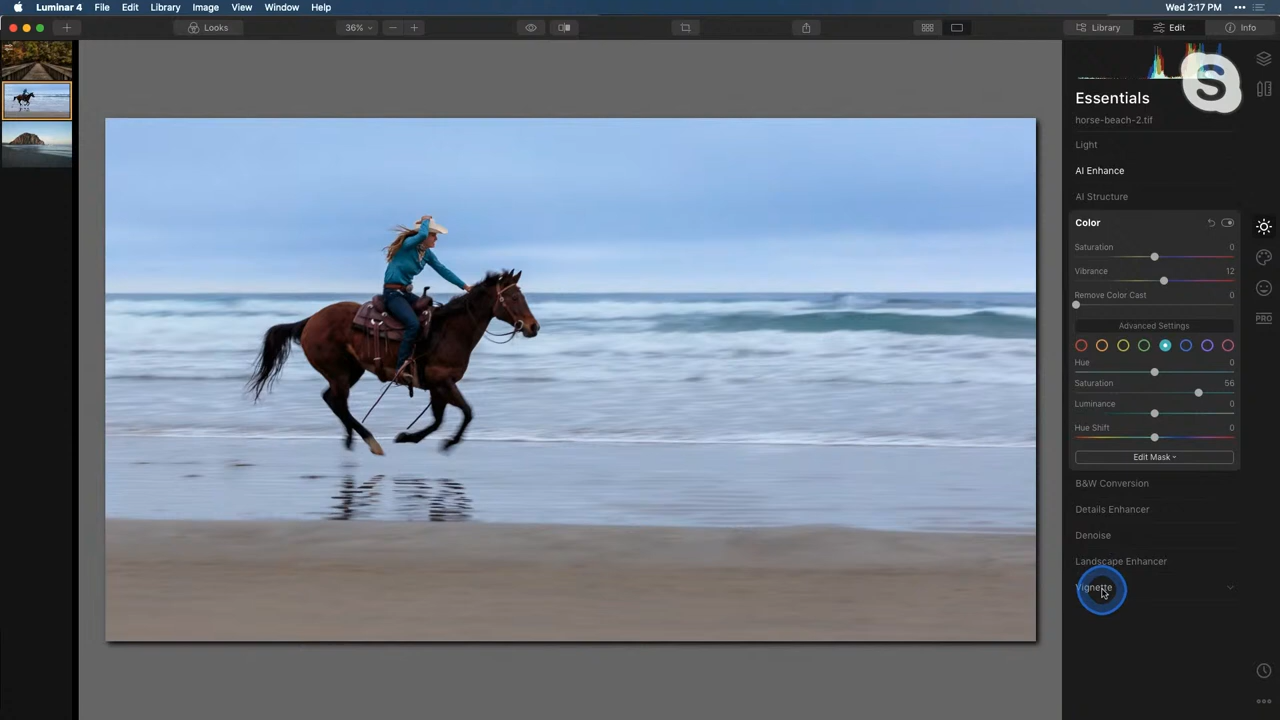 Luminar 4 File Edit Library Image View Window Help Wed 2:17 PM
Looks 36% Library Edit Info
Essentials
horse-beach-2.tif
Light
AI Enhance
AI Structure
Color
Saturation 0
Vibrance 12
Remove Color Cast 0
Advanced Settings
Hue 0
Saturation 56
Luminance 0
Hue Shift 0
Edit Mask
B&W Conversion
Details Enhancer
Denoise
Landscape Enhancer
Vignette
PRO
S